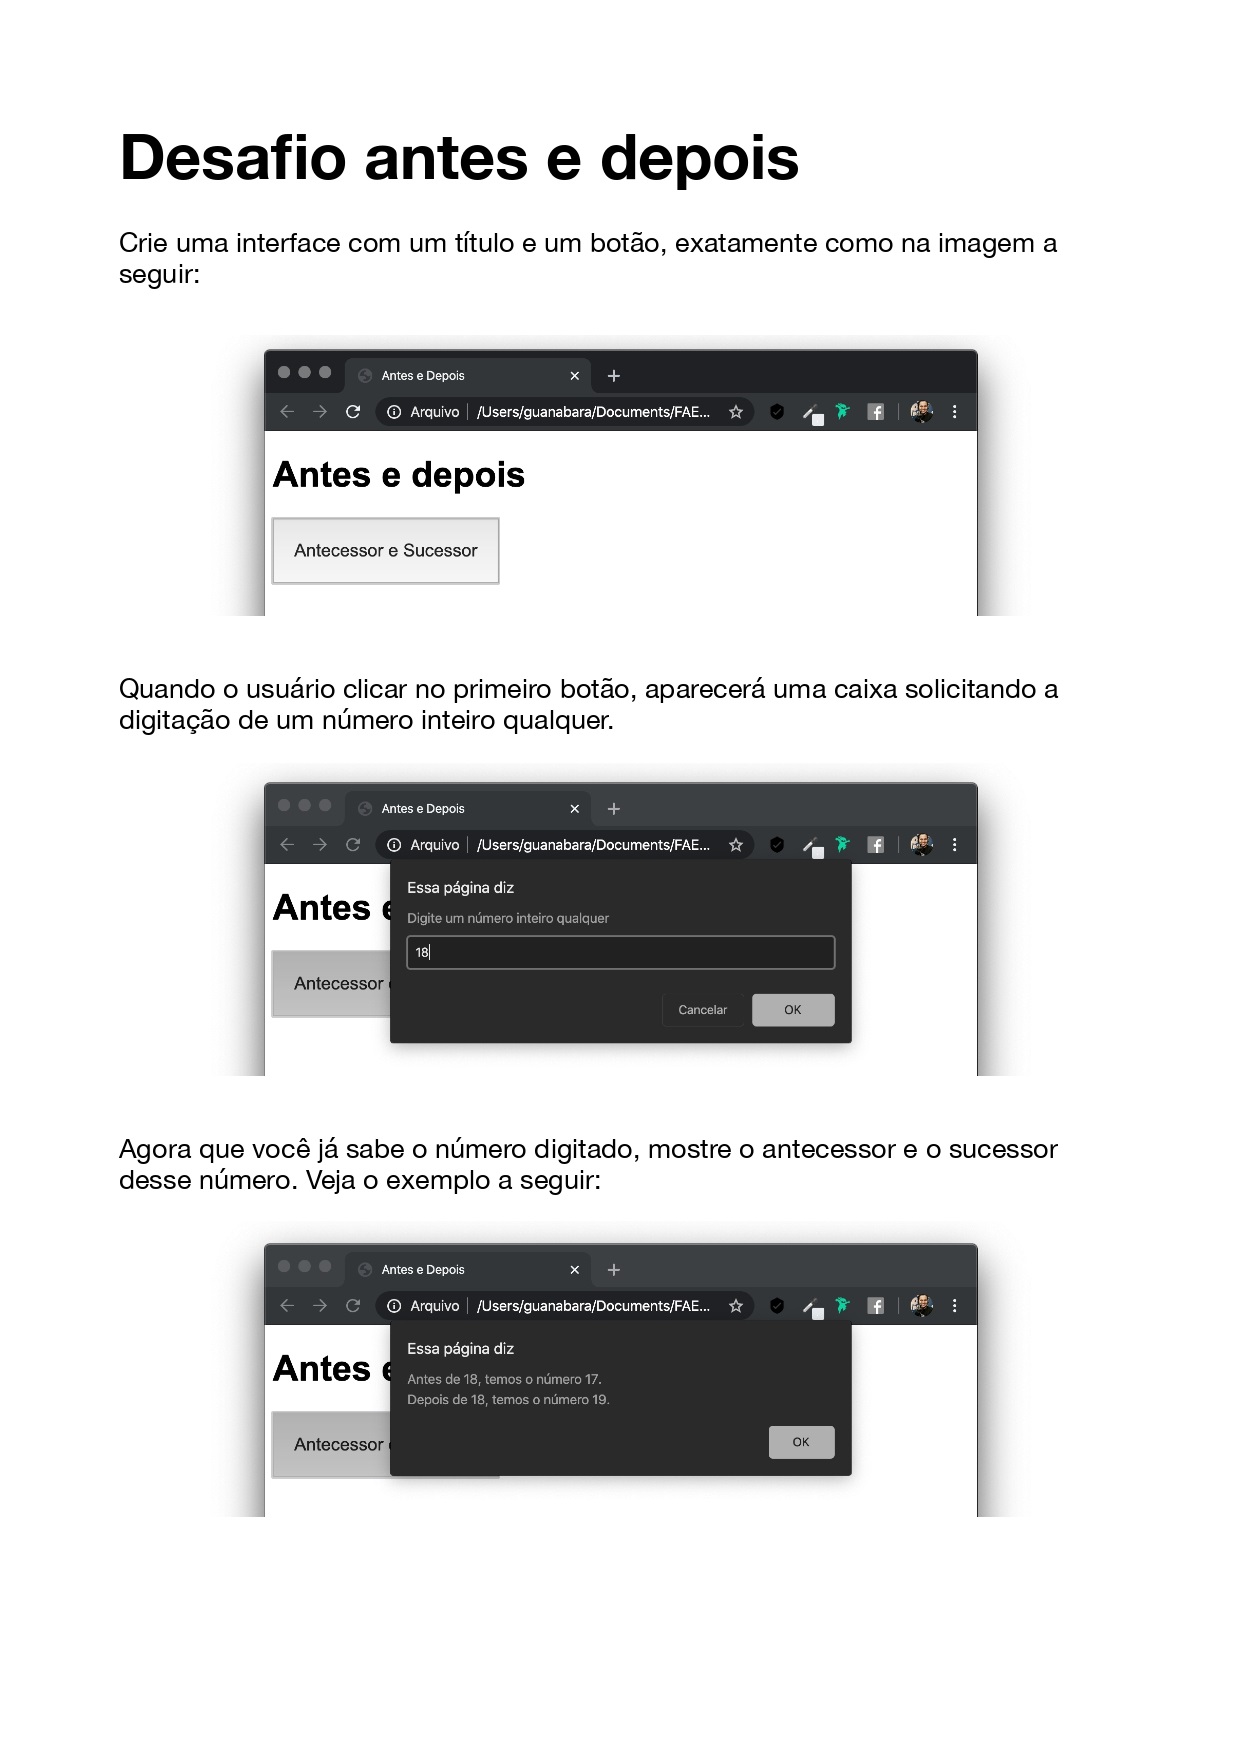 Desafio antes e depois
Crie uma interface com um título e um botão, exatamente como na imagem a
seguir:
Antes e Depois
Arquivo /Users/guanabara/Documents/FAE...
Antes e depois
Antecessor e Sucessor
Quando o usuário clicar no primeiro botão, aparecerá uma caixa solicitando a
digitação de um número inteiro qualquer.
Antes e Depois
Arquivo /Users/guanabara/Documents/FAE...
Essa página diz
Antes e
Digite um número inteiro qualquer
18
Antecessor
Cancelar OK
Agora que você já sabe o número digitado, mostre o antecessor e o sucessor
desse número. Veja o exemplo a seguir:
Antes e Depois
Arquivo /Users/guanabara/Documents/FAE...
Essa página diz
Antes e
Antes de 18, temos o número 17.
Depois de 18, temos o número 19.
Antecessor
OK